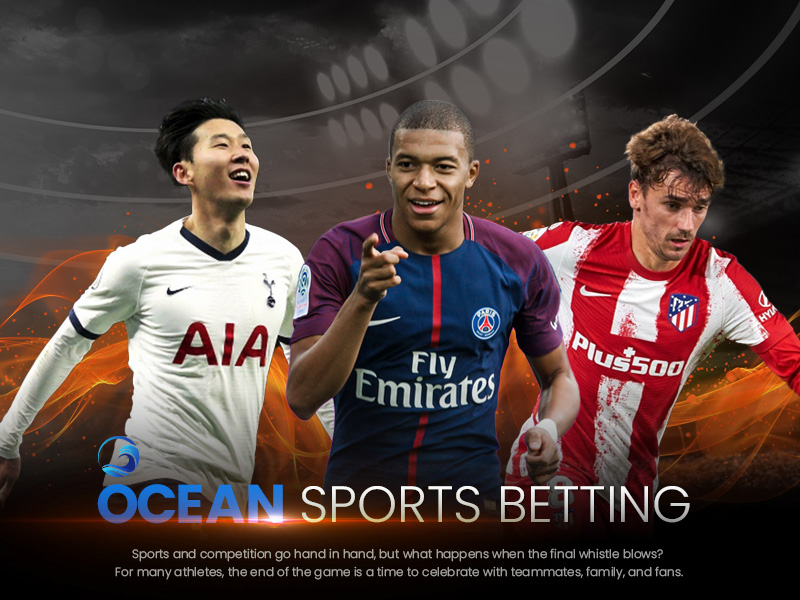 AIA
PARIS
Fly
Emirates
Plus500
OCEAN SPORTS BETTING
Sports and competition go hand in hand, but what happens when the final whistle blows?
For many athletes, the end of the game is a time to celebrate with teammates, family, and fans.